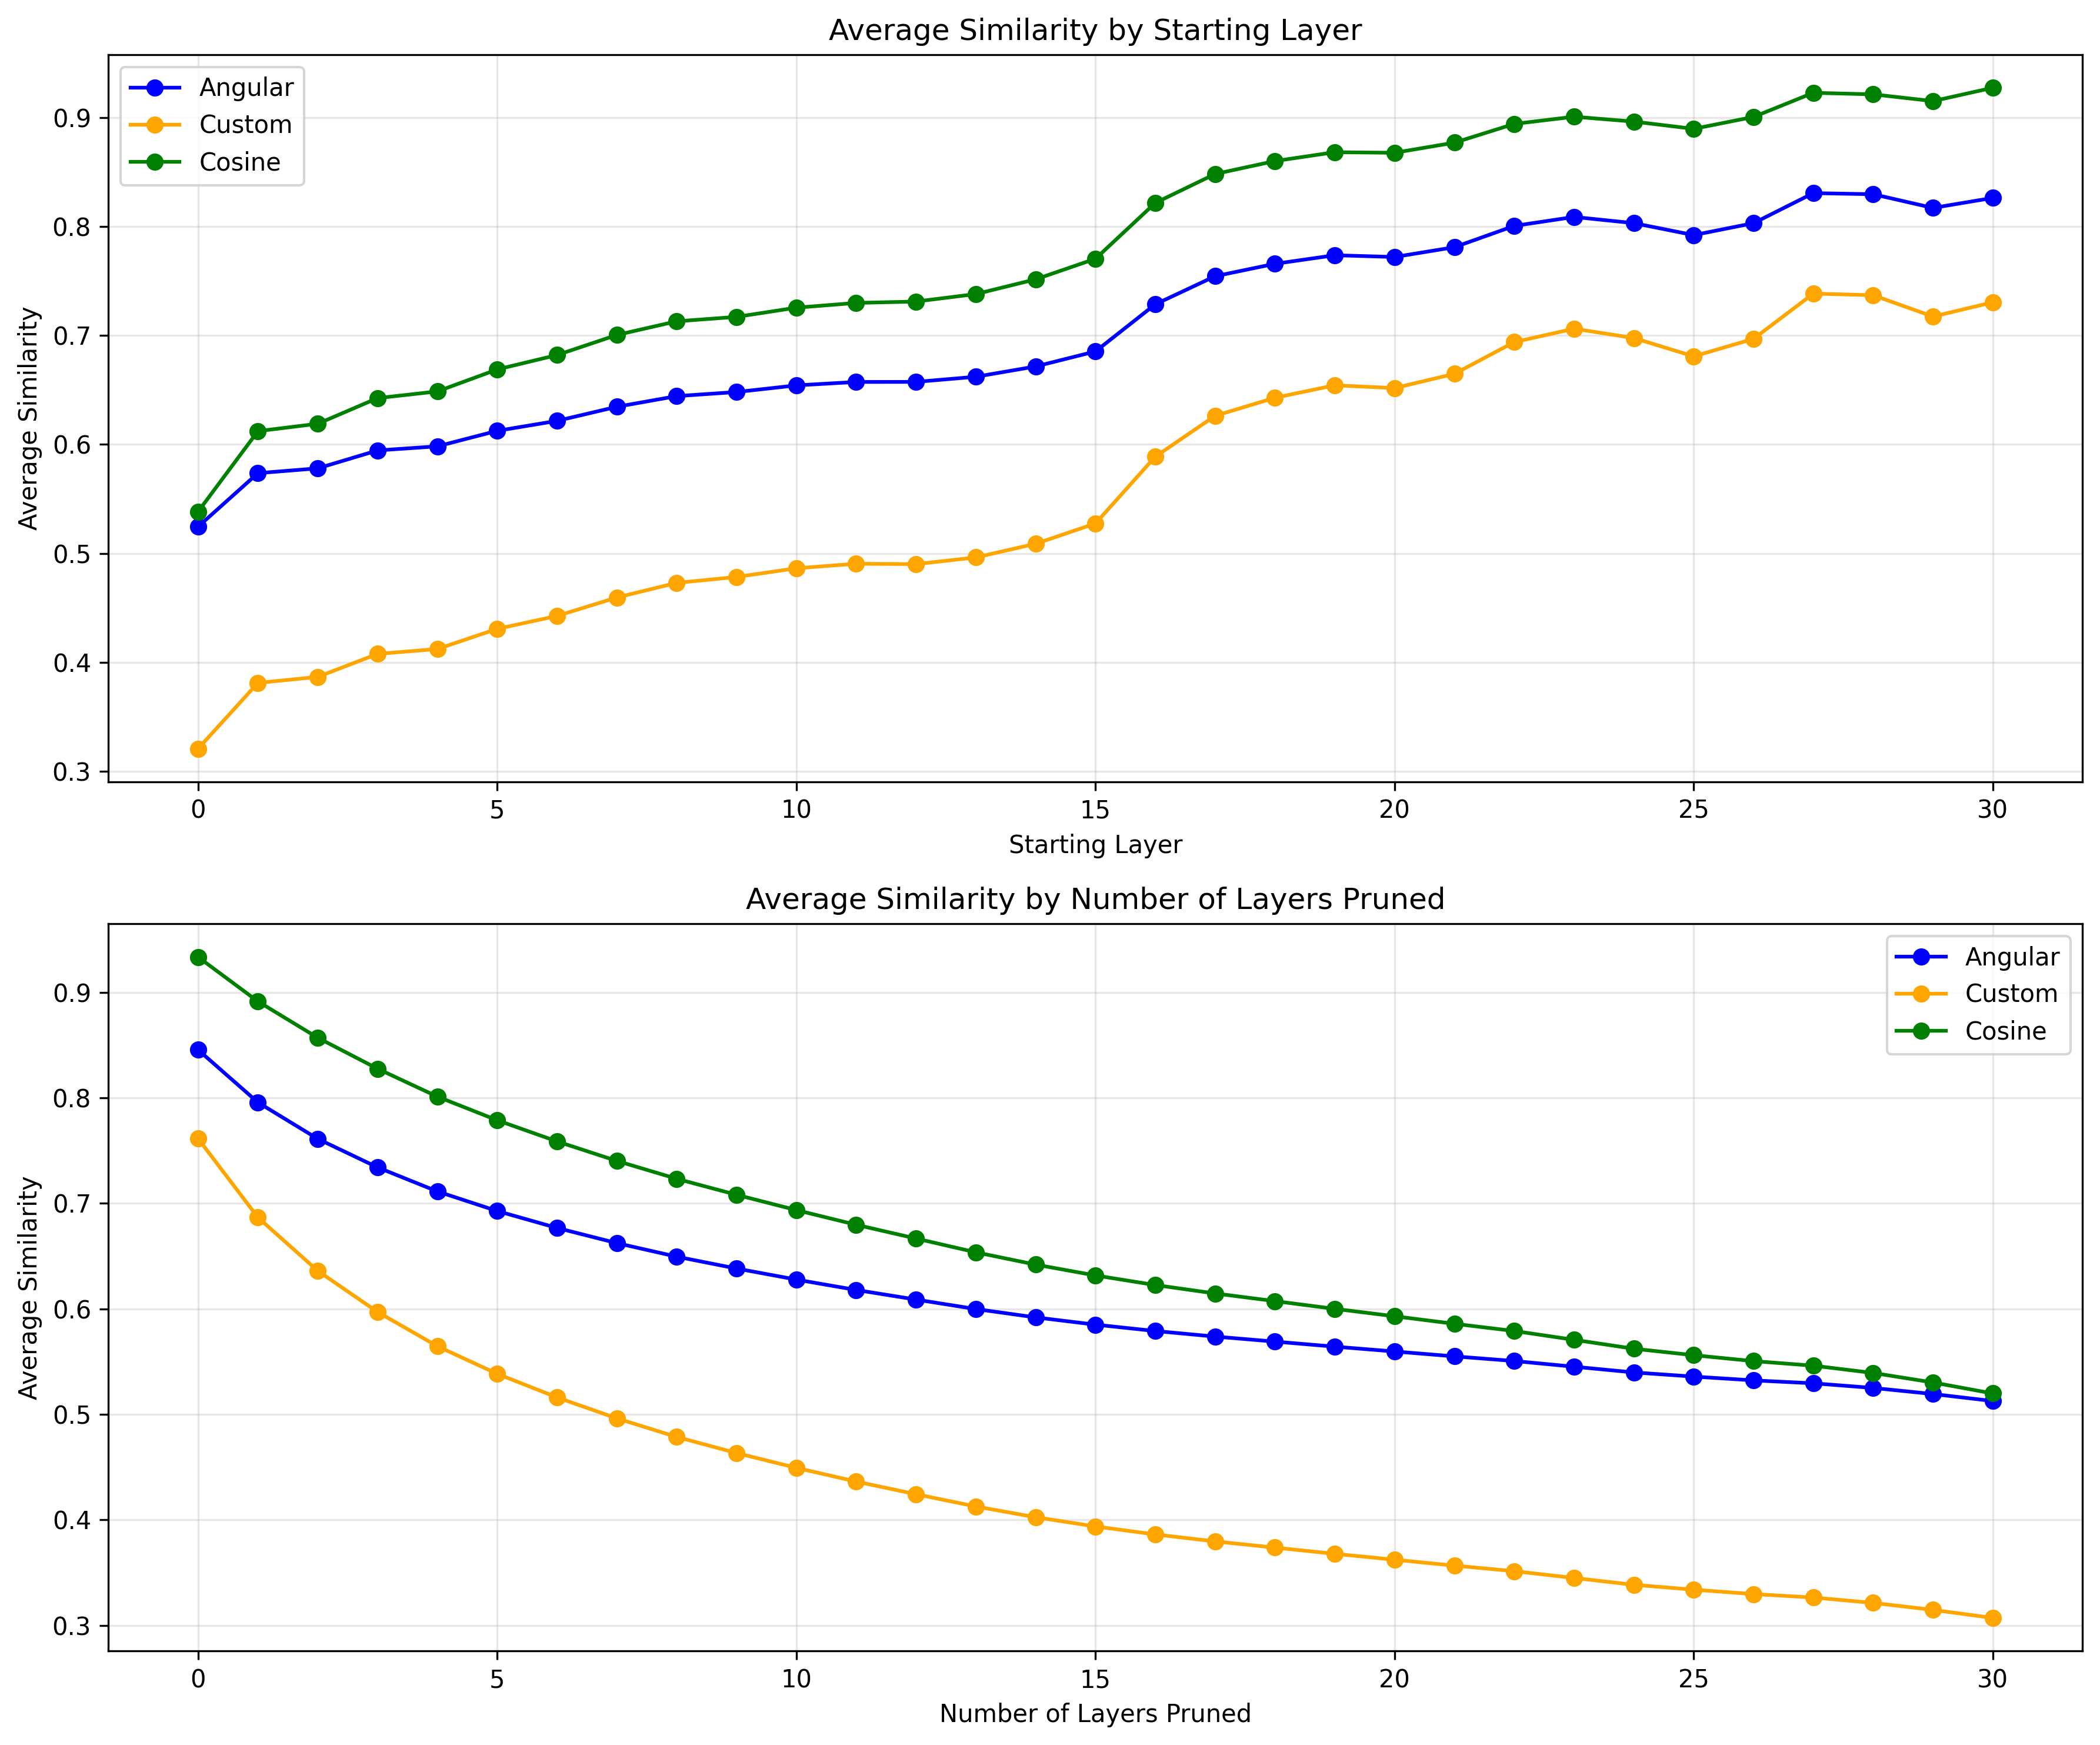 Average Similarity by Starting Layer
Angular
Custom
Cosine
Average Similarity
0.9
0.8
0.7
0.6
0.5
0.4
0.3
0 5 10 15 20 25 30
Starting Layer
Average Similarity by Number of Layers Pruned
Angular
Custom
Cosine
Average Similarity
0.9
0.8
0.7
0.6
0.5
0.4
0.3
0 5 10 15 20 25 30
Number of Layers Pruned